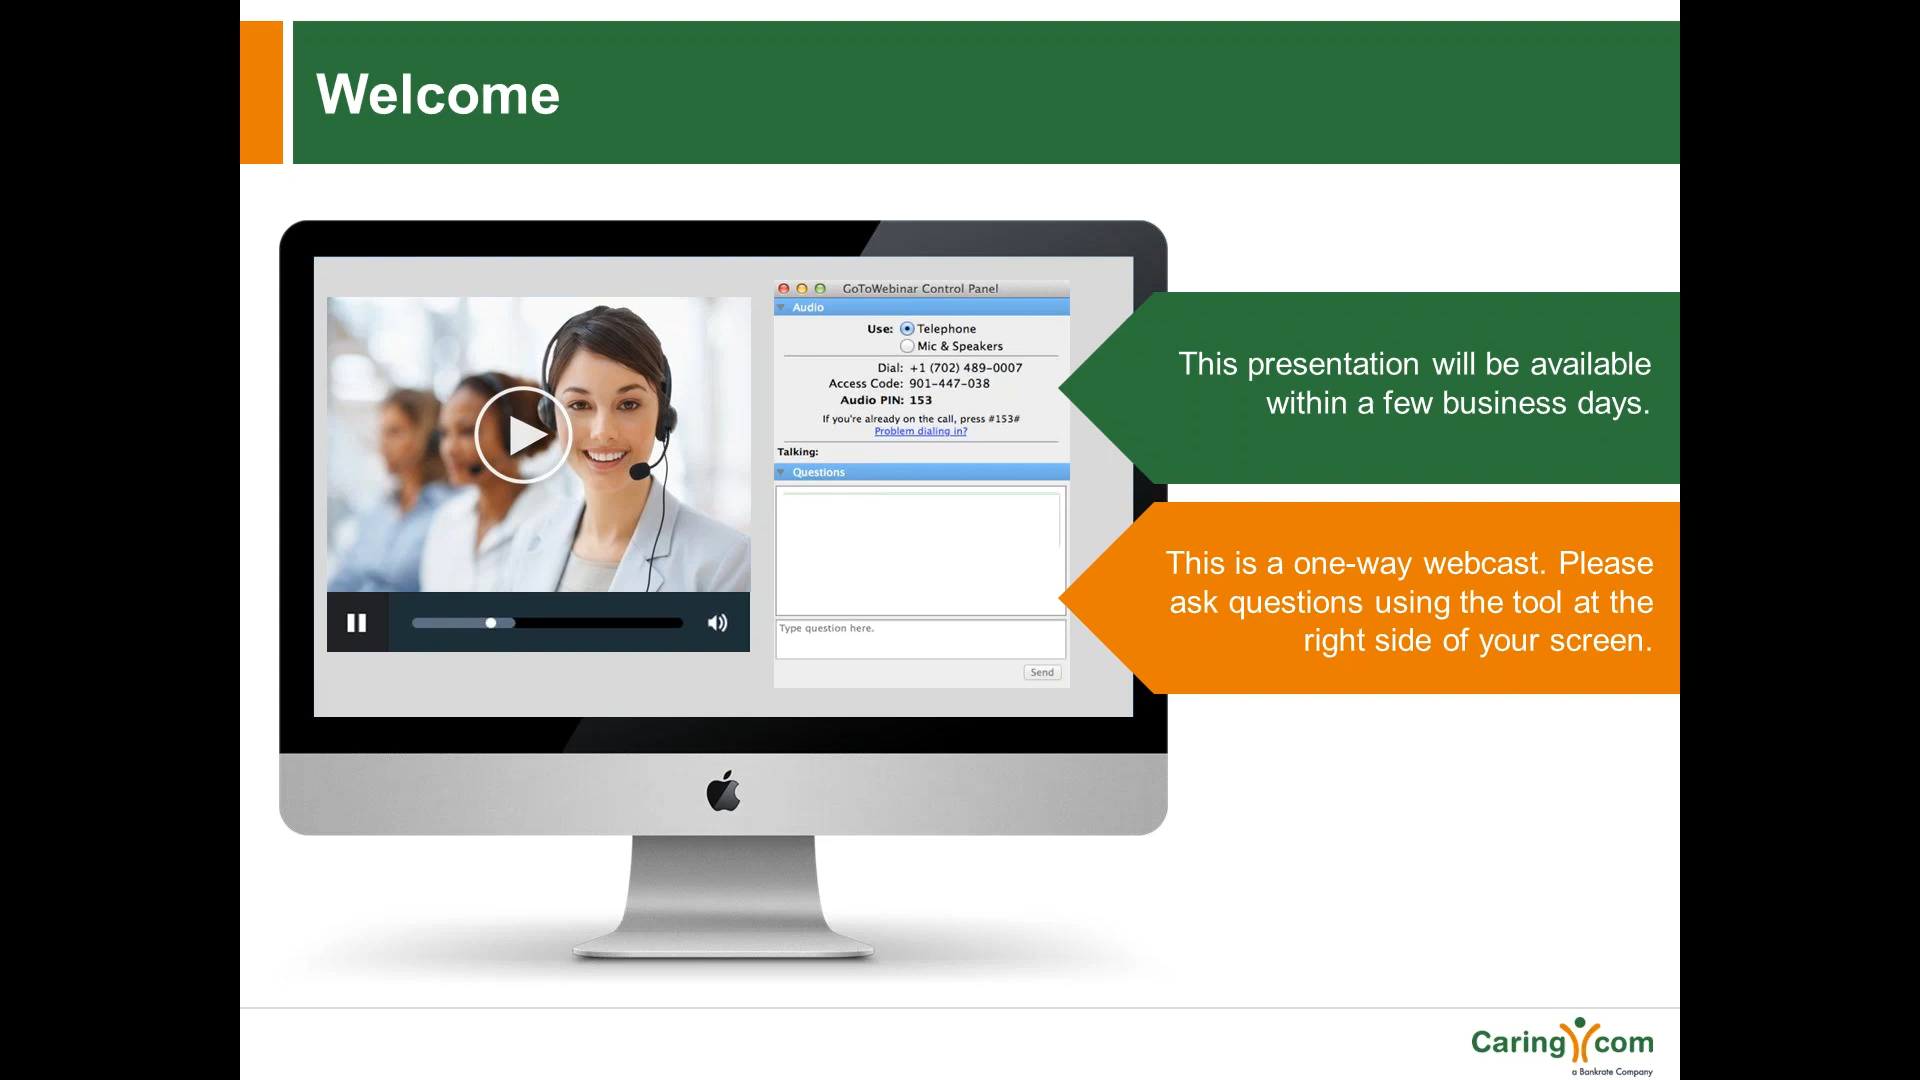 Welcome
GoToWebinar Control Panel
Audio
Use: Telephone
Mic & Speakers
Dial: +1 (702) 489-0007
Access Code: 901-447-038
Audio PIN: 153
If you're already on the call, press #153#
Problem dialing in?
Talking:
Questions
Type question here.
Send
This presentation will be available
within a few business days.
This is a one-way webcast. Please
ask questions using the tool at the
right side of your screen.
Caring.com
a Bankrate Company